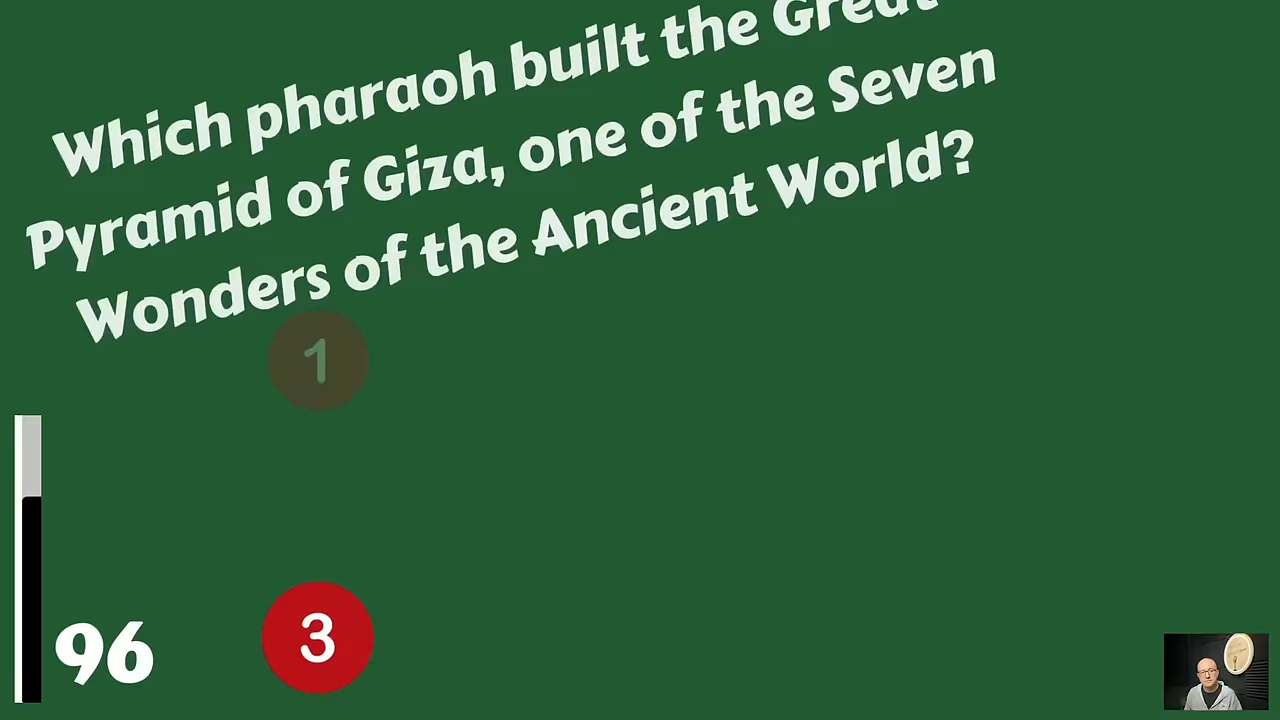 Which pharaoh built the Great
Pyramid of Giza, one of the Seven
Wonders of the Ancient World?
1
3
96